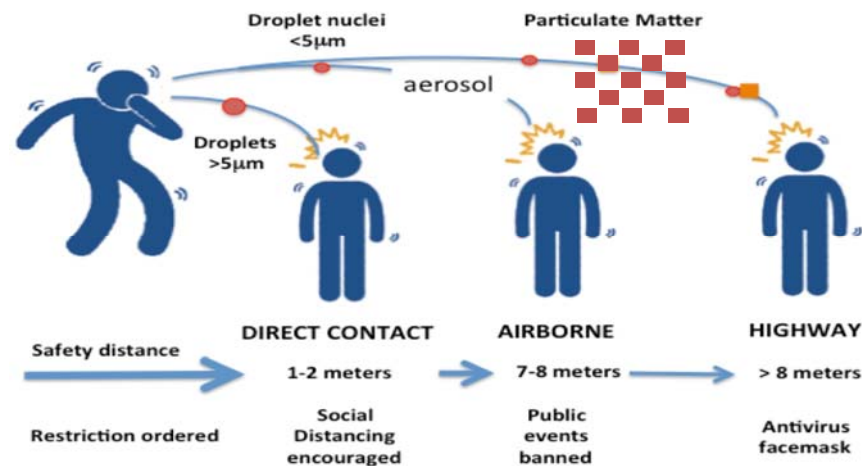 Droplet nuclei
<5μm
Particulate Matter
aerosol
Droplets
>5μm
DIRECT CONTACT
AIRBORNE
HIGHWAY
Safety distance
1-2 meters
7-8 meters
> 8 meters
Restriction ordered
Social
Distancing
encouraged
Public
events
banned
Antivirus
facemask